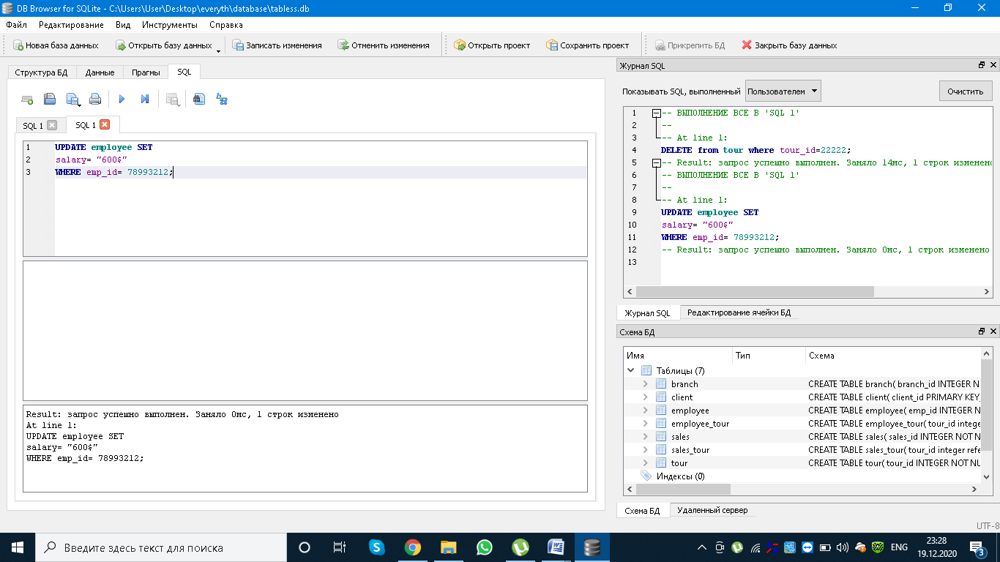 DB Browser for SQLite - C:\Users\User\Desktop\everyth\database\tabless.db
Файл Редактирование Вид Инструменты Справка
Новая база данных Открыть базу данных Записать изменения Отменить изменения Открыть проект Сохранить проект Прикрепить БД Закрыть базу данных
Структура БД Данные Прагмы SQL
SQL 1 SQL 1
1 UPDATE employee SET
2 salary= "600$"
3 WHERE emp_id= 78993212;
Result: запрос успешно выполнен. Заняло 0мс, 1 строк изменено
At line 1:
UPDATE employee SET
salary= "600$"
WHERE emp_id= 78993212;
Журнал SQL
Показывать SQL, выполненный Пользователем Очистить
1 -- ВЫПОЛНЕНИЕ ВСЕ В 'SQL 1'
2 --
3 -- At line 1:
4 DELETE from tour where tour_id=22222;
5 -- Result: запрос успешно выполнен. Заняло 14мс, 1 строк изменено
6 -- ВЫПОЛНЕНИЕ ВСЕ В 'SQL 1'
7 --
8 -- At line 1:
9 UPDATE employee SET
10 salary= "600$"
11 WHERE emp_id= 78993212;
12 -- Result: запрос успешно выполнен. Заняло 0мс, 1 строк изменено
13
Журнал SQL Редактирование ячейки БД
Схема БД
Имя Тип Схема
Таблицы (7)
branch CREATE TABLE branch( branch_id INTEGER N
client CREATE TABLE client( client_id PRIMARY KEY,
employee CREATE TABLE employee( emp_id INTEGER N
employee_tour CREATE TABLE employee_tour( tour_id intege
sales CREATE TABLE sales( sales_id INTEGER NOT N
sales_tour CREATE TABLE sales_tour( tour_id integer refe
tour CREATE TABLE tour( tour_id INTEGER NOT NU
Индексы (0)
Схема БД Удаленный сервер
UTF-8
Введите здесь текст для поиска
ENG
23:28
19.12.2020
3